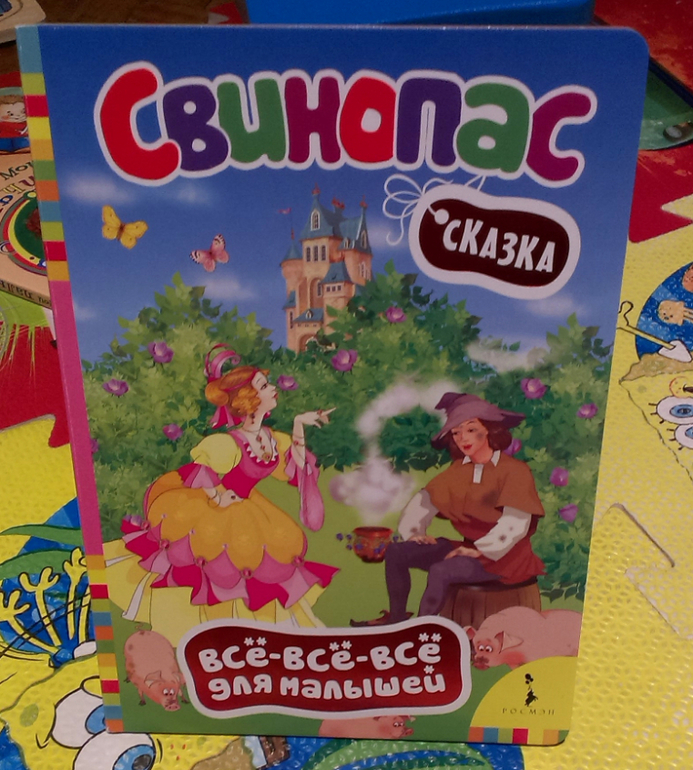 Свинопас
сказка
всё-всё-всё
для малышей
РОСМЭН